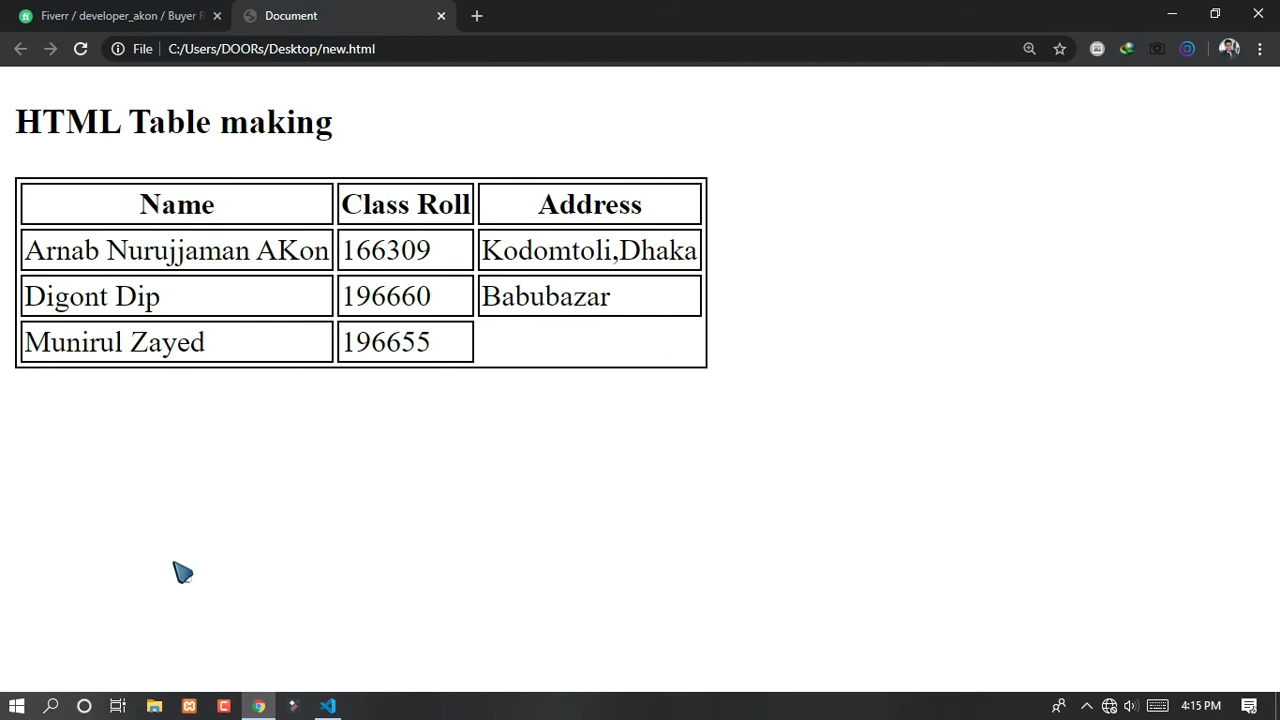 Fiverr / developer_akon / Buyer R
Document
File
C:/Users/DOORs/Desktop/new.html
HTML Table making
Name Class Roll Address
Arnab Nurujjaman AKon 166309 Kodomtoli,Dhaka
Digont Dip 196660 Babubazar
Munirul Zayed 196655
4:15 PM